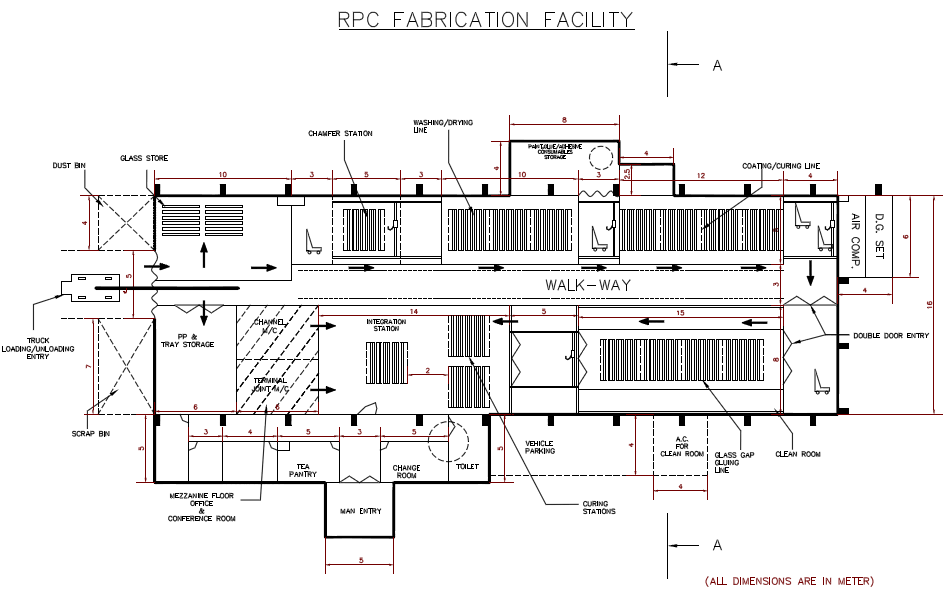 RPC FABRICATION FACILITY
A
8
WASHING/DRYING
LINE
CHAMFER STATION
PAINT,GLUE/ADHESIVE
CONSUMABLES
STORAGE
GLASS STORE
DUST BIN
4
4
2.5
COATING/CURING LINE
10
3
5
3
10
3
12
4
4
5
AIR COMP.
D.G. SET
6
3
4
16
WALK-WAY
TRUCK
LOADING/UNLOADING
ENTRY
PP &
TRAY STORAGE
CHANNEL
M/C
14
INTEGRATION
STATION
5
15
DOUBLE DOOR ENTRY
7
2
8
TERMINAL
JOINT M/C
6
6
SCRAP BIN
5
3
4
5
3
5
5
4
TEA
PANTRY
CHANGE
ROOM
TOILET
VEHICLE
PARKING
A.C.
FOR
CLEAN ROOM
GLASS GAP
GLUING
LINE
CLEAN ROOM
4
MEZZANINE FLOOR
OFFICE
&
CONFERENCE ROOM
MAN ENTRY
CURING
STATIONS
5
A
(ALL DIMENSIONS ARE IN METER)